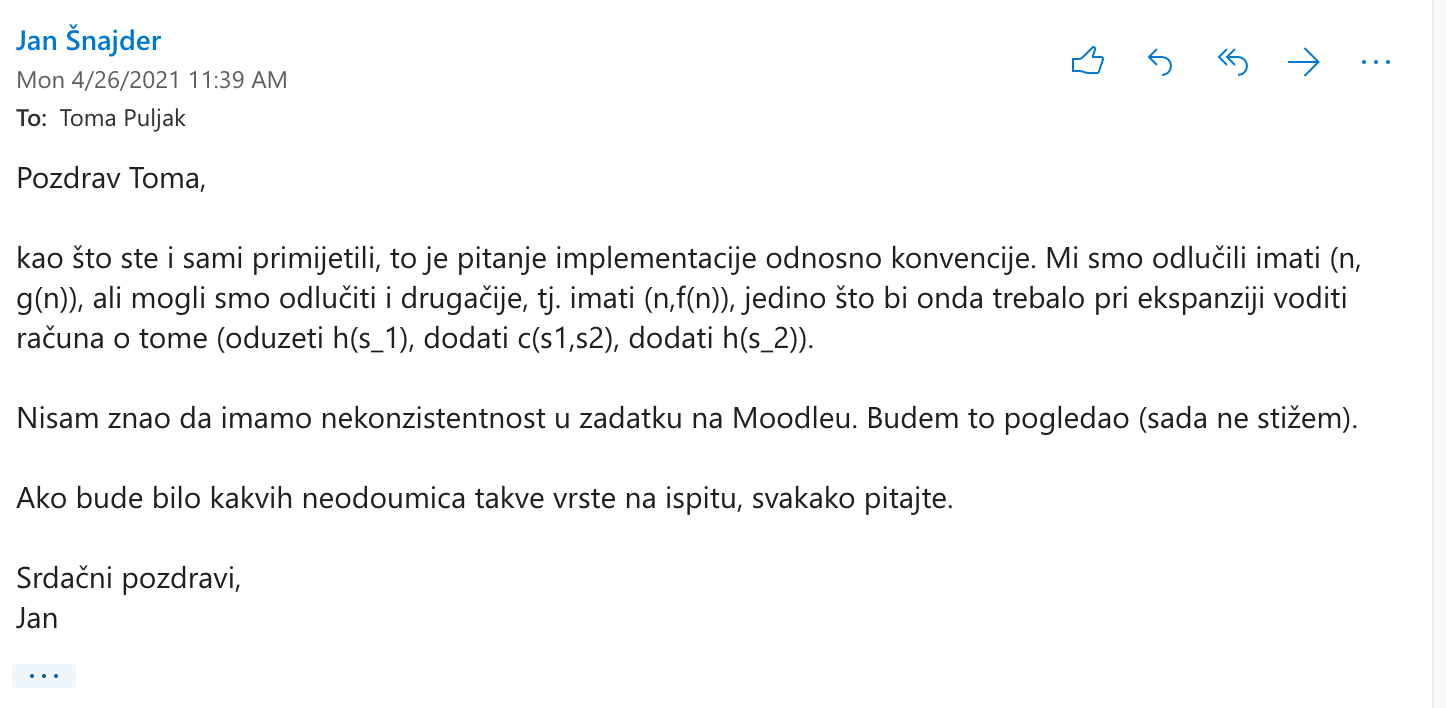 Jan Šnajder
Mon 4/26/2021 11:39 AM
To: Toma Puljak
Pozdrav Toma,
kao što ste i sami primijetili, to je pitanje implementacije odnosno konvencije. Mi smo odlučili imati (n,
g(n)), ali mogli smo odlučiti i drugačije, tj. imati (n,f(n)), jedino što bi onda trebalo pri ekspanziji voditi
računa o tome (oduzeti h(s_1), dodati c(s1,s2), dodati h(s_2)).
Nisam znao da imamo nekonzistentnost u zadatku na Moodleu. Budem to pogledao (sada ne stižem).
Ako bude bilo kakvih neodoumica takve vrste na ispitu, svakako pitajte.
Srdačni pozdravi,
Jan